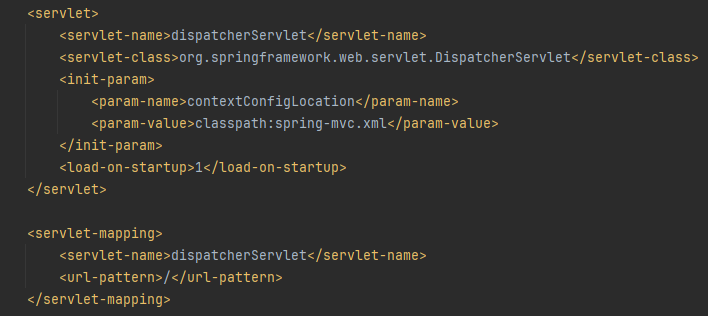 <servlet>
<servlet-name>dispatcherServlet</servlet-name>
<servlet-class>org.springframework.web.servlet.DispatcherServlet</servlet-class>
<init-param>
<param-name>contextConfigLocation</param-name>
<param-value>classpath:spring-mvc.xml</param-value>
</init-param>
<load-on-startup>1</load-on-startup>
</servlet>
<servlet-mapping>
<servlet-name>dispatcherServlet</servlet-name>
<url-pattern>/</url-pattern>
</servlet-mapping>